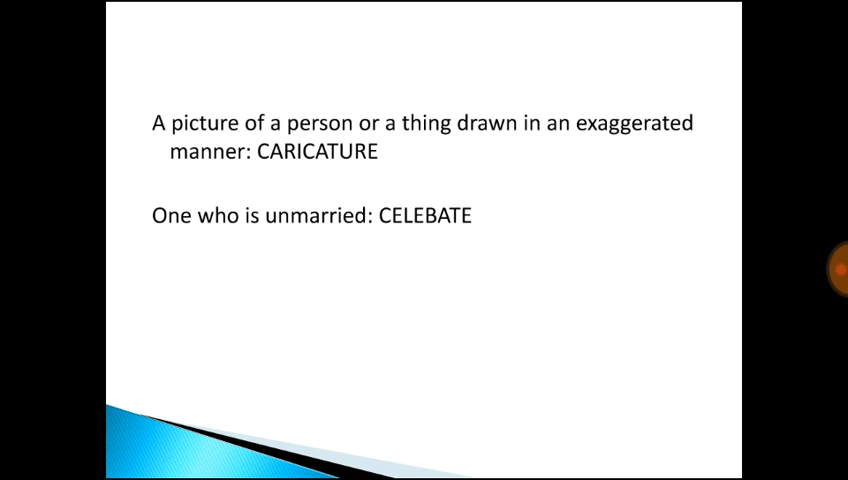 A picture of a person or a thing drawn in an exaggerated
manner: CARICATURE
One who is unmarried: CELEBATE